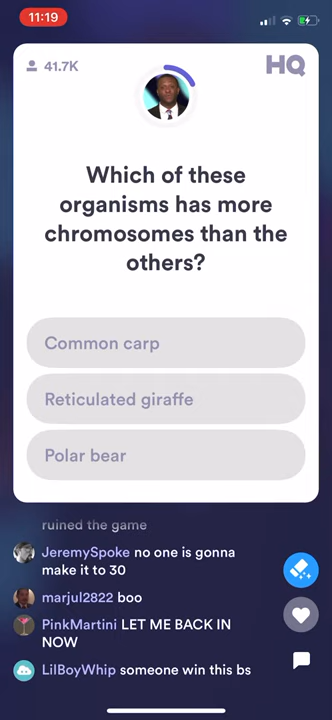 11:19
41.7K
HQ
Which of these
organisms has more
chromosomes than the
others?
Common carp
Reticulated giraffe
Polar bear
ruined the game
JeremySpoke no one is gonna
make it to 30
marjul2822 boo
PinkMartini LET ME BACK IN
NOW
LilBoyWhip someone win this bs